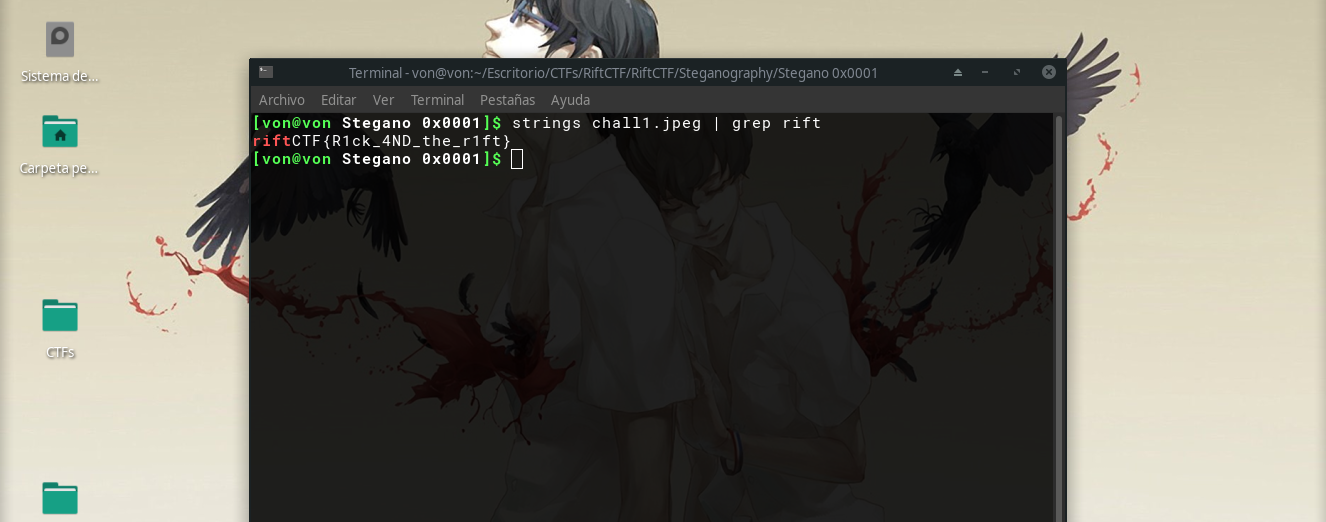 Sistema de...
Carpeta pe...
CTFs
Terminal - von@von:~/Escritorio/CTFs/RiftCTF/RiftCTF/Steganography/Stegano 0x0001
Archivo Editar Ver Terminal Pestañas Ayuda
[von@von Stegano 0x0001]$ strings chall1.jpeg | grep rift
riftCTF{R1ck_4ND_the_r1ft}
[von@von Stegano 0x0001]$